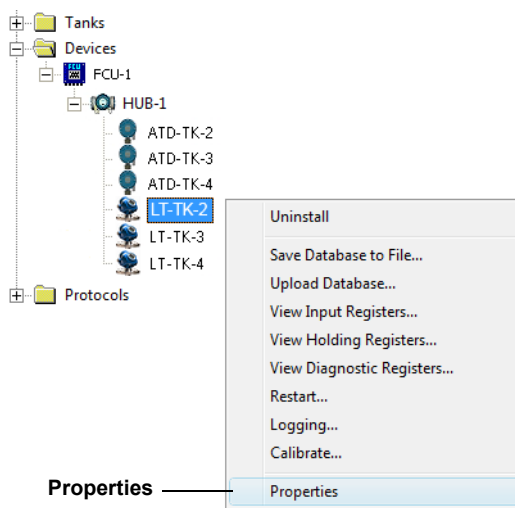 Tanks
Devices
FCU
FCU-1
HUB-1
ATD-TK-2
ATD-TK-3
ATD-TK-4
LT-TK-2
LT-TK-3
LT-TK-4
Protocols
Uninstall
Save Database to File...
Upload Database...
View Input Registers...
View Holding Registers...
View Diagnostic Registers...
Restart...
Logging...
Calibrate...
Properties
Properties